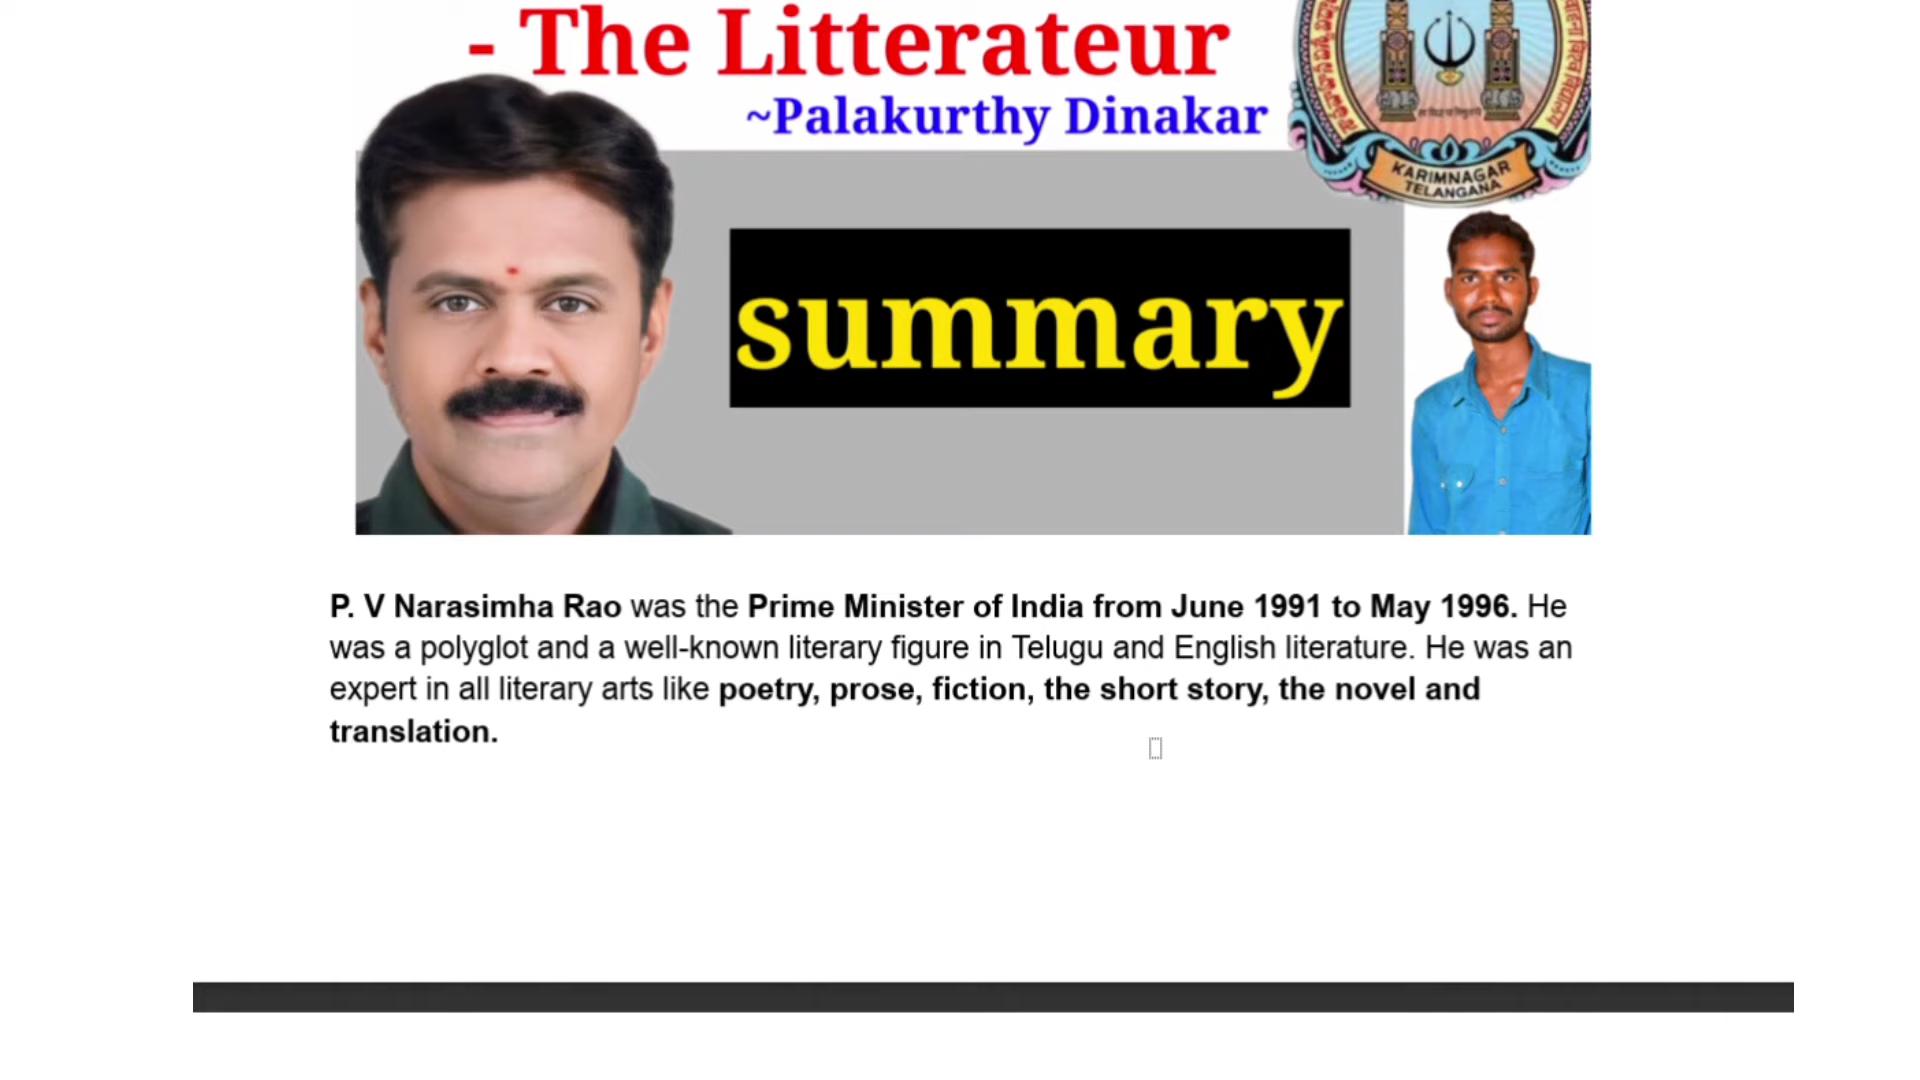 - The Litterateur
~Palakurthy Dinakar
KARIMNAGAR
TELANGANA
summary
P. V Narasimha Rao was the Prime Minister of India from June 1991 to May 1996. He
was a polyglot and a well-known literary figure in Telugu and English literature. He was an
expert in all literary arts like poetry, prose, fiction, the short story, the novel and
translation.